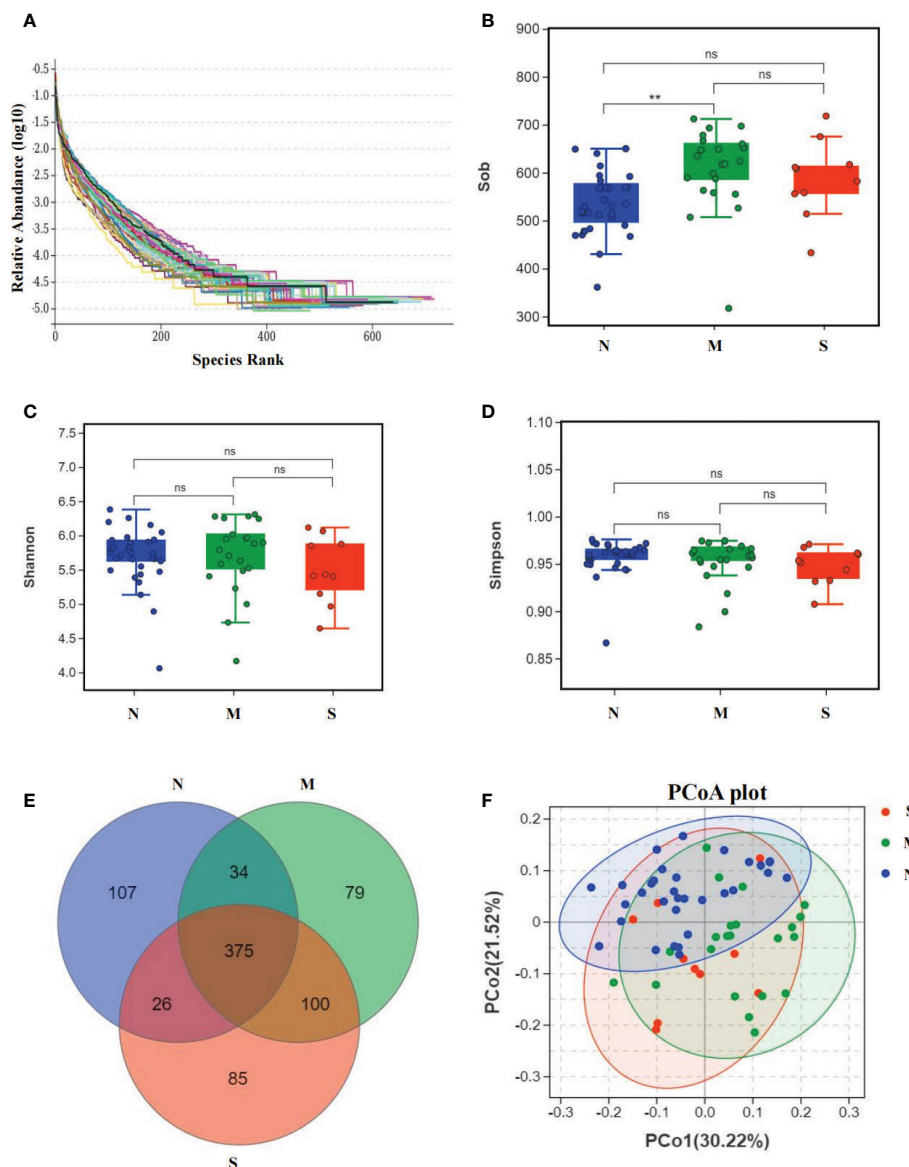 A
Relative Abundance (log10)
-0.5
-1.0
-1.5
-2.0
-2.5
-3.0
-3.5
-4.0
-4.5
-5.0
0 200 400 600
Species Rank
B
Sob
900
800
700
600
500
400
300
ns
ns
**
N M S
C
Shannon
7.5
7.0
6.5
6.0
5.5
5.0
4.5
4.0
ns
ns
ns
N M S
D
Simpson
1.10
1.05
1.00
0.95
0.90
0.85
ns
ns
ns
N M S
E
N M
107 34 79
375
26 100
85
S
F
PCoA plot
S
M
N
PCo2(21.52%)
0.2
0.1
0
-0.1
-0.2
-0.3
-0.3 -0.2 -0.1 0.0 0.1 0.2 0.3
PCo1(30.22%)